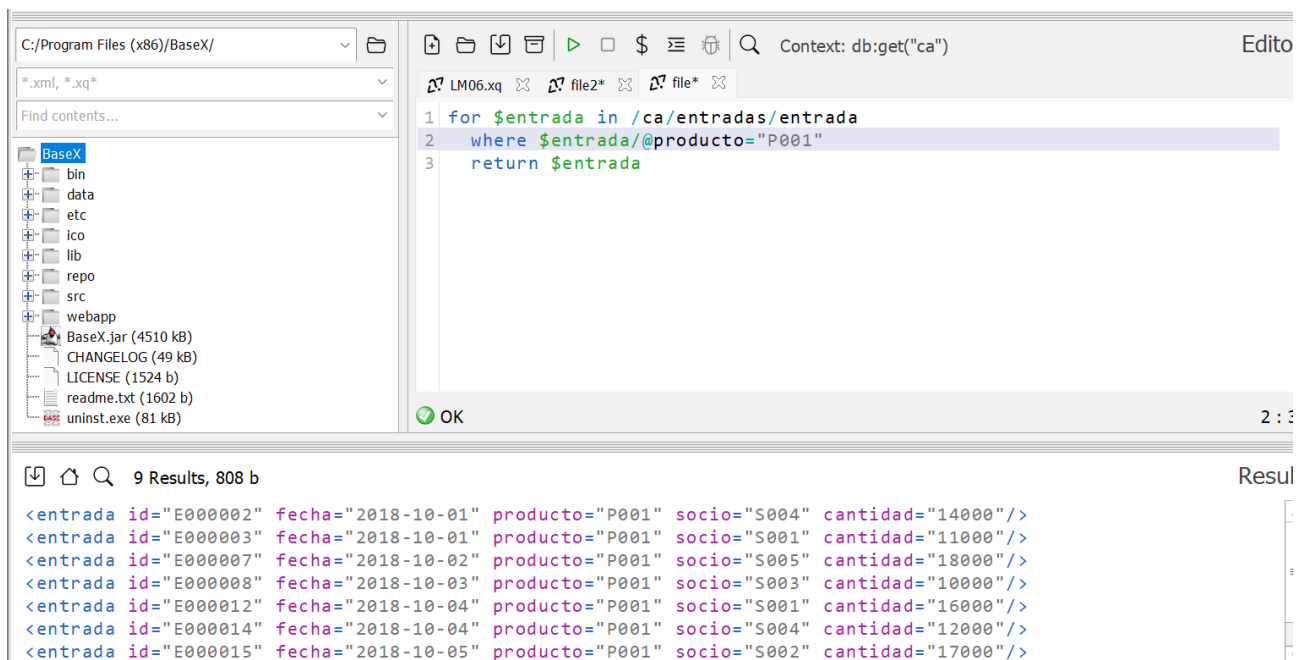 C:/Program Files (x86)/BaseX/
*.xml, *.xq*
Find contents...
BaseX
bin
data
etc
ico
lib
repo
src
webapp
BaseX.jar (4510 kB)
CHANGELOG (49 kB)
LICENSE (1524 b)
readme.txt (1602 b)
uninst.exe (81 kB)
Context: db:get("ca")
Edito
LM06.xq file2* file*
1 for $entrada in /ca/entradas/entrada
2 where $entrada/@producto="P001"
3 return $entrada
OK
2 : 3
9 Results, 808 b
Resul
<entrada id="E000002" fecha="2018-10-01" producto="P001" socio="S004" cantidad="14000"/>
<entrada id="E000003" fecha="2018-10-01" producto="P001" socio="S001" cantidad="11000"/>
<entrada id="E000007" fecha="2018-10-02" producto="P001" socio="S005" cantidad="18000"/>
<entrada id="E000008" fecha="2018-10-03" producto="P001" socio="S003" cantidad="10000"/>
<entrada id="E000012" fecha="2018-10-04" producto="P001" socio="S001" cantidad="16000"/>
<entrada id="E000014" fecha="2018-10-04" producto="P001" socio="S004" cantidad="12000"/>
<entrada id="E000015" fecha="2018-10-05" producto="P001" socio="S002" cantidad="17000"/>